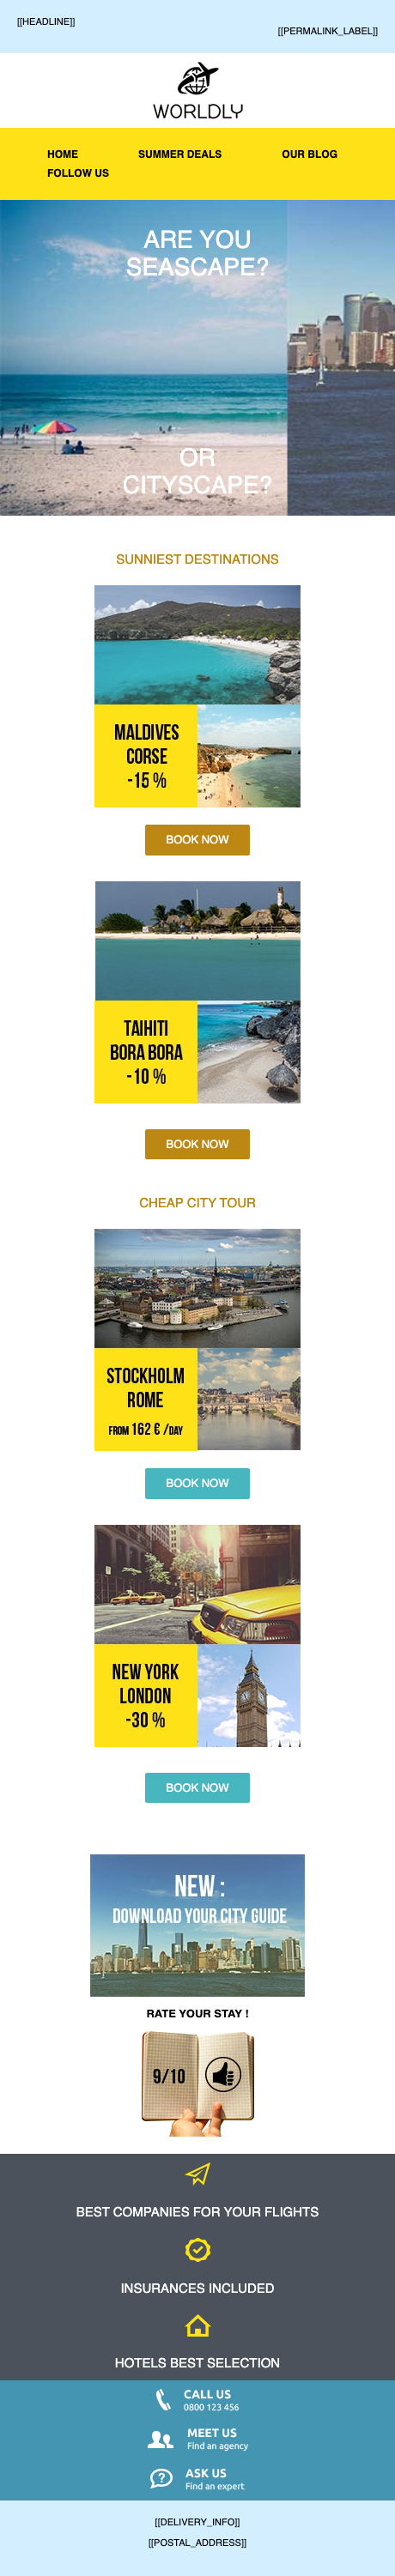 [[HEADLINE]]
[[PERMALINK_LABEL]]
WORLDLY
HOME SUMMER DEALS OUR BLOG
FOLLOW US
ARE YOU
SEASCAPE?
OR
CITYSCAPE?
SUNNIEST DESTINATIONS
MALDIVES
CORSE
-15 %
BOOK NOW
TAIHITI
BORA BORA
-10 %
BOOK NOW
CHEAP CITY TOUR
STOCKHOLM
ROME
FROM 162 € /DAY
BOOK NOW
NEW YORK
LONDON
-30 %
BOOK NOW
NEW :
DOWNLOAD YOUR CITY GUIDE
RATE YOUR STAY !
9/10
BEST COMPANIES FOR YOUR FLIGHTS
INSURANCES INCLUDED
HOTELS BEST SELECTION
CALL US
0800 123 456
MEET US
Find an agency
ASK US
Find an expert
[[DELIVERY_INFO]]
[[POSTAL_ADDRESS]]